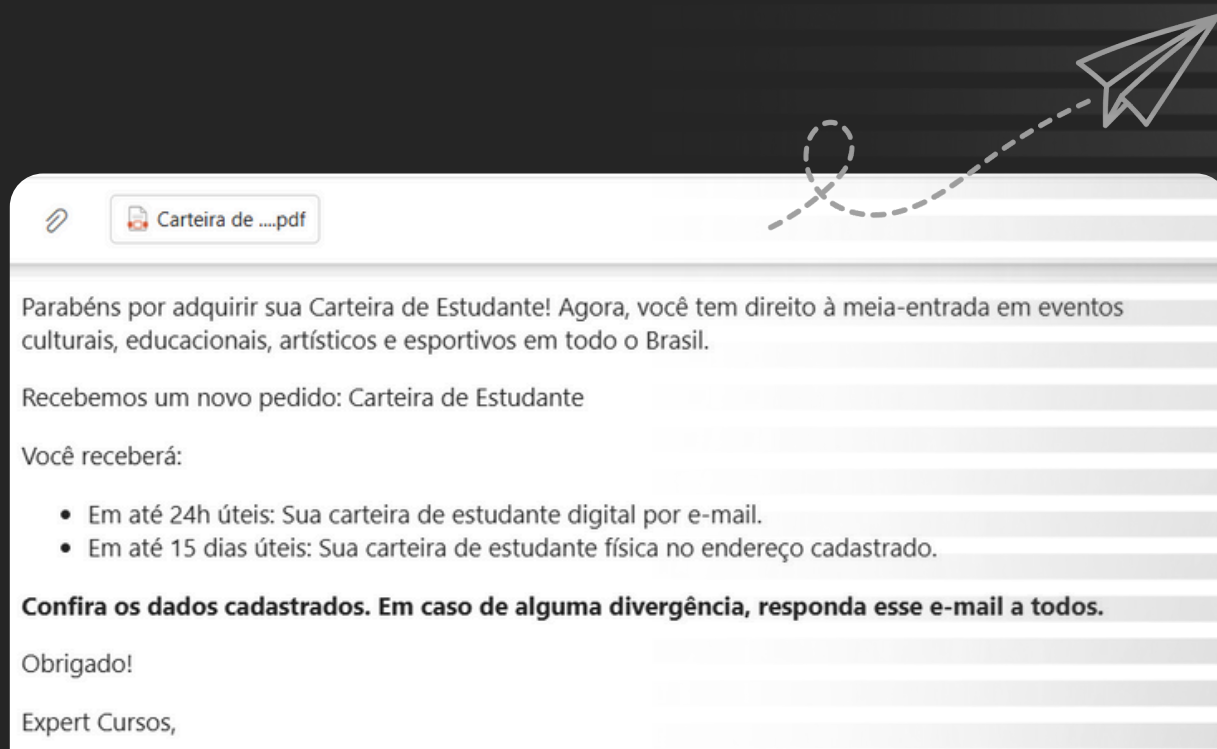 Carteira de ....pdf
Parabéns por adquirir sua Carteira de Estudante! Agora, você tem direito à meia-entrada em eventos
culturais, educacionais, artísticos e esportivos em todo o Brasil.
Recebemos um novo pedido: Carteira de Estudante
Você receberá:
• Em até 24h úteis: Sua carteira de estudante digital por e-mail.
• Em até 15 dias úteis: Sua carteira de estudante física no endereço cadastrado.
Confira os dados cadastrados. Em caso de alguma divergência, responda esse e-mail a todos.
Obrigado!
Expert Cursos,